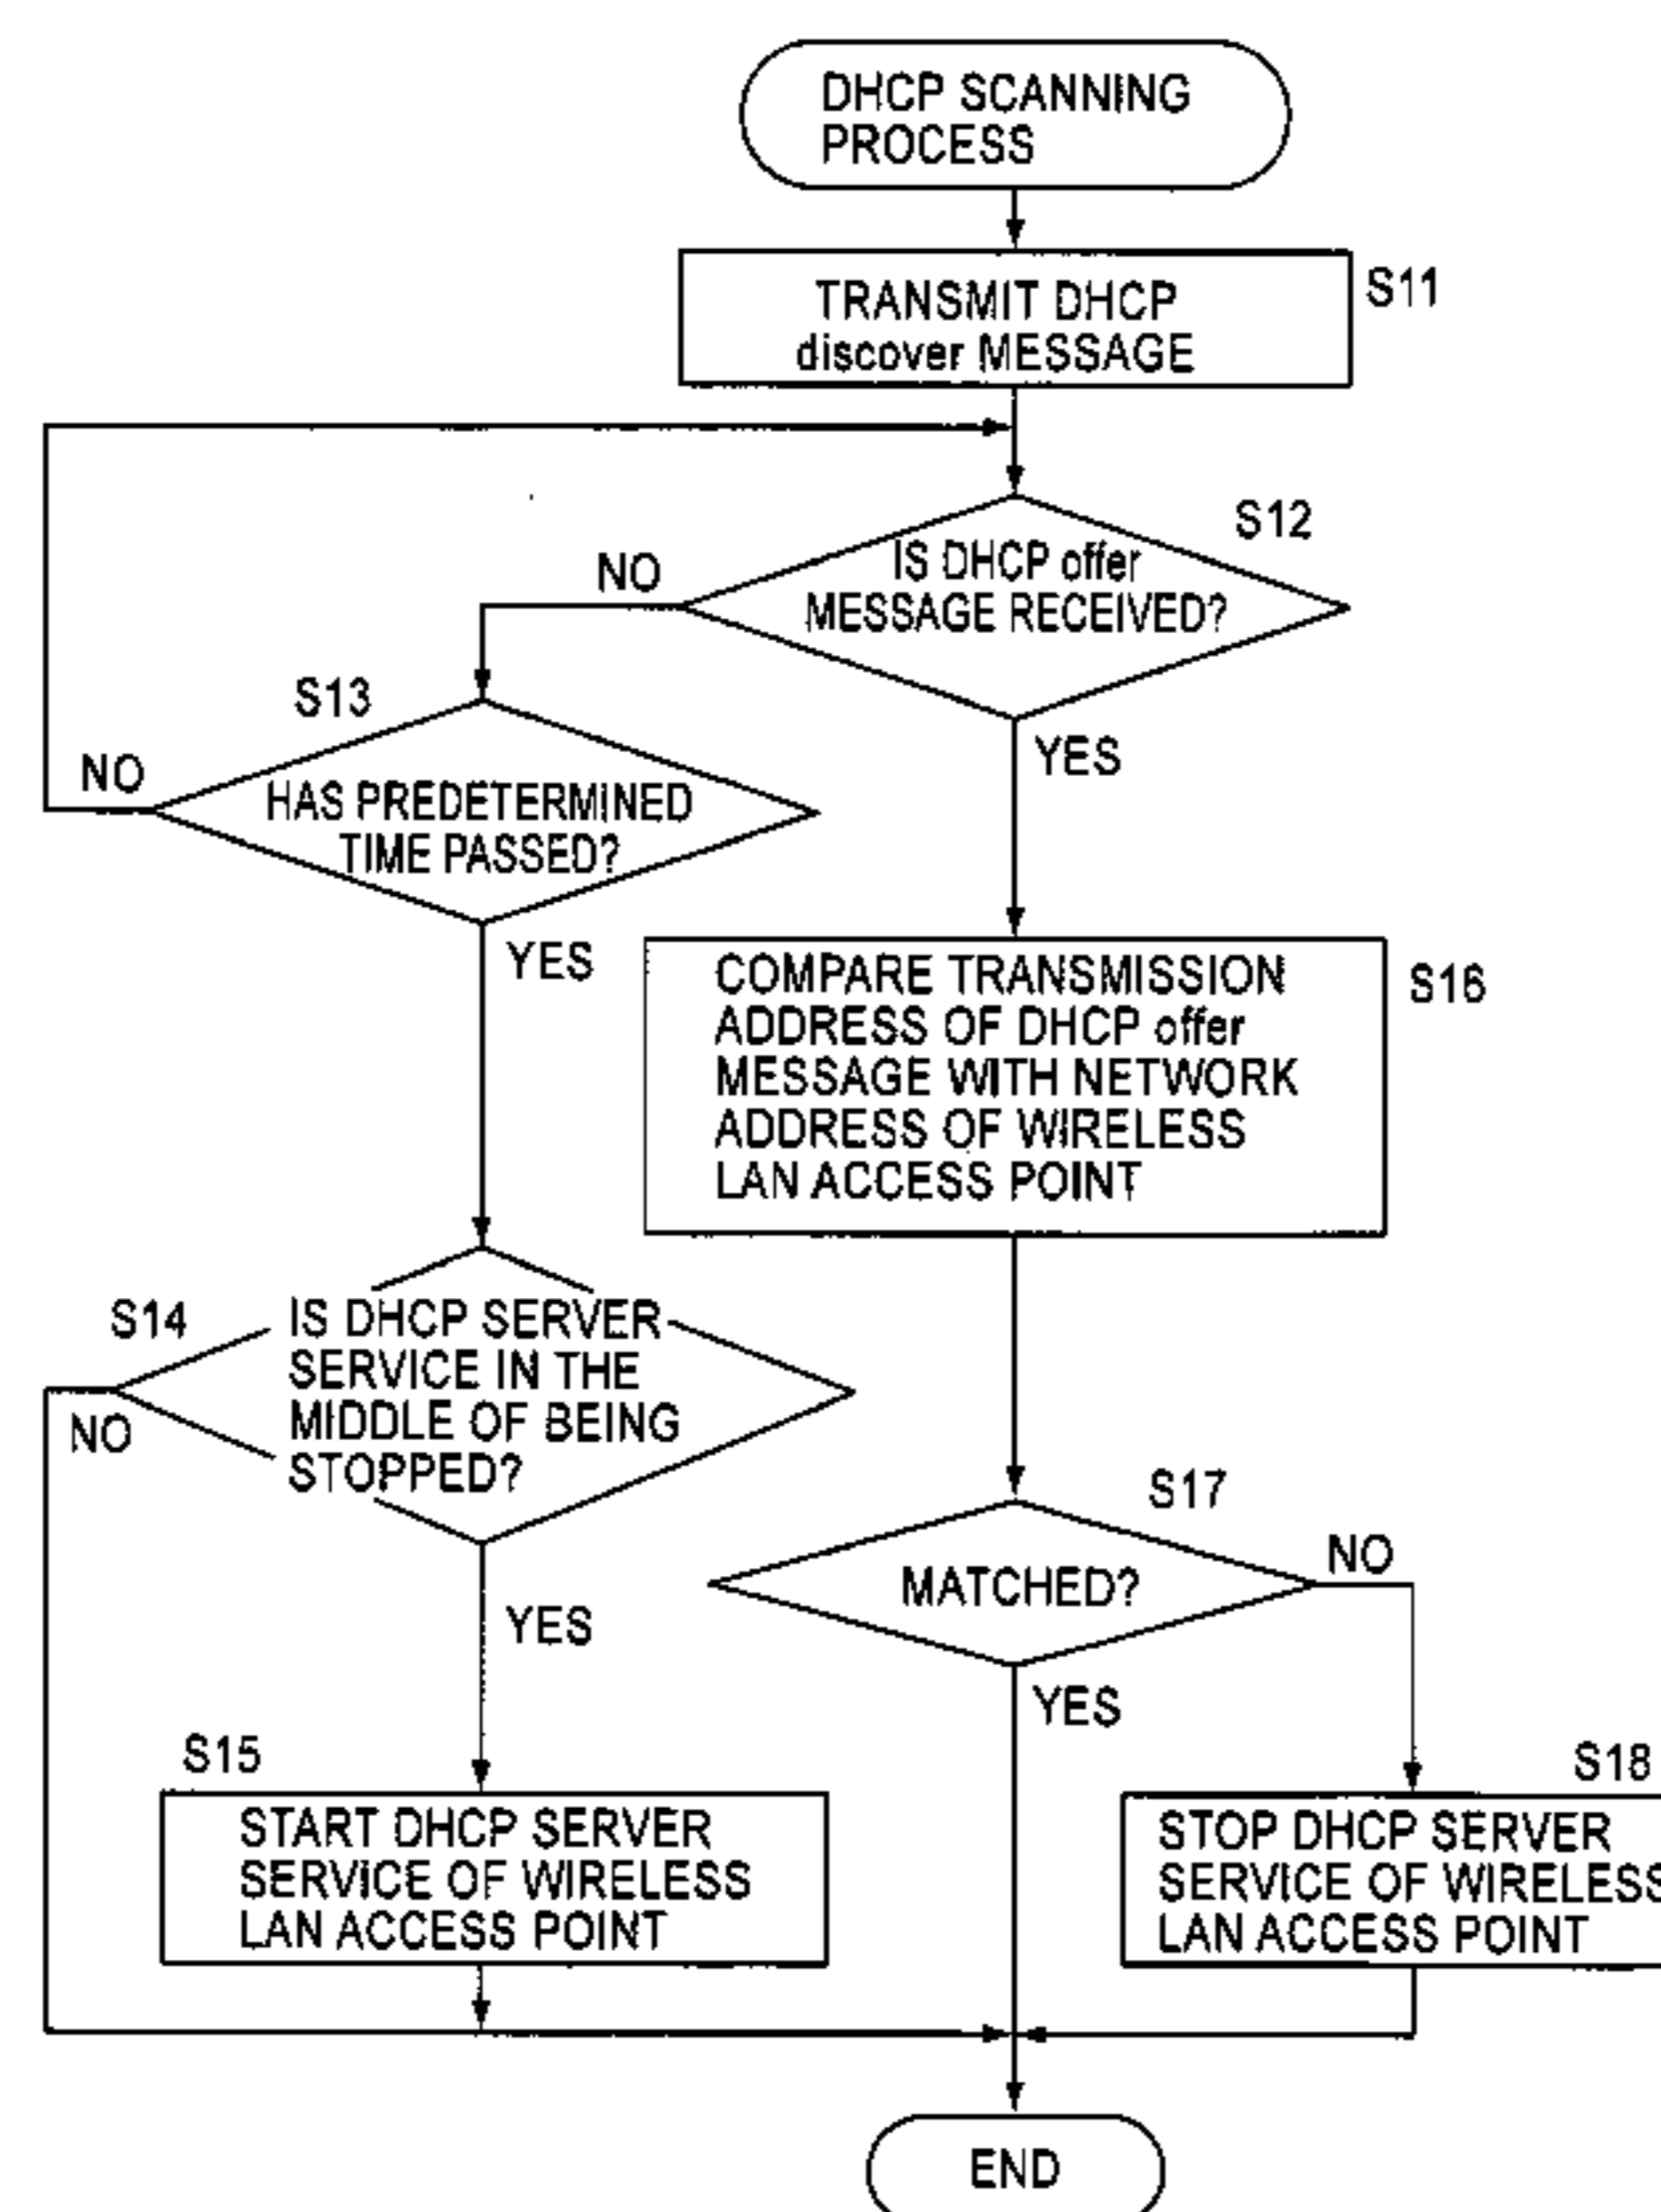 DHCP SCANNING
PROCESS
S11
TRANSMIT DHCP
discover MESSAGE
S12
NO
IS DHCP offer
MESSAGE RECEIVED?
YES
S13
NO
HAS PREDETERMINED
TIME PASSED?
YES
S16
COMPARE TRANSMISSION
ADDRESS OF DHCP offer
MESSAGE WITH NETWORK
ADDRESS OF WIRELESS
LAN ACCESS POINT
S14
IS DHCP SERVER
SERVICE IN THE
MIDDLE OF BEING
STOPPED?
NO
YES
S17
MATCHED?
NO
YES
S15
START DHCP SERVER
SERVICE OF WIRELESS
LAN ACCESS POINT
S18
STOP DHCP SERVER
SERVICE OF WIRELESS
LAN ACCESS POINT
END